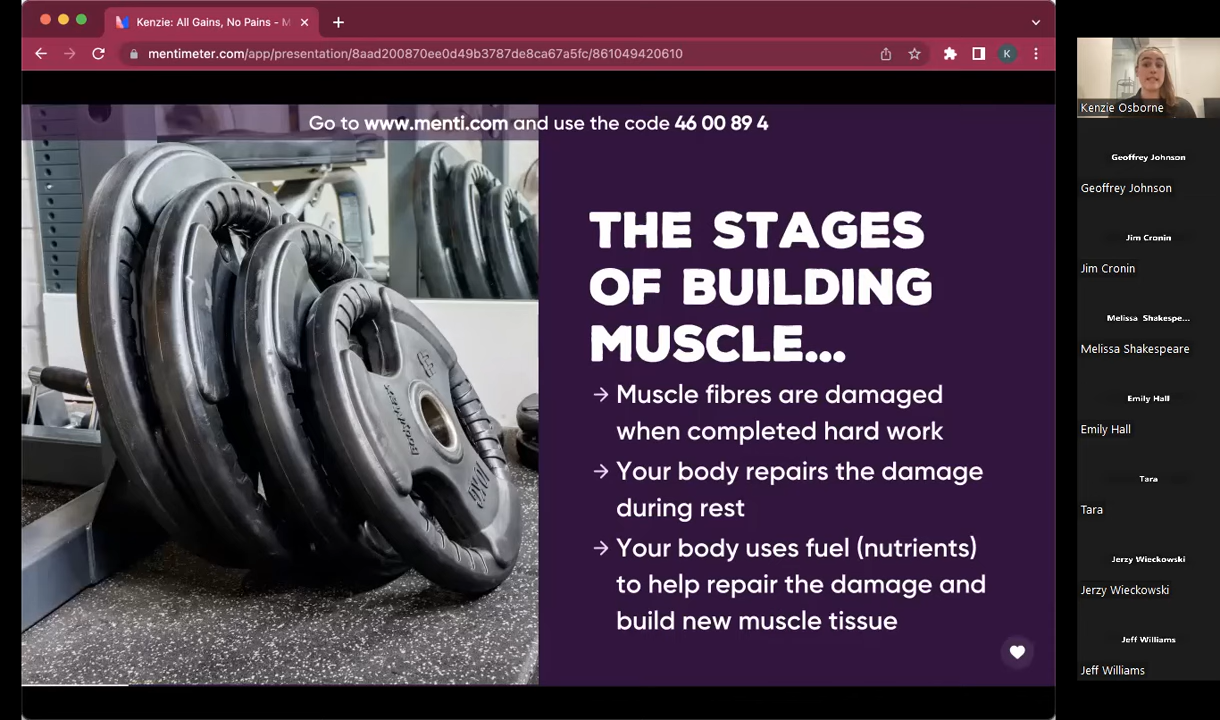 Kenzie: All Gains, No Pains - M
mentimeter.com/app/presentation/8aad200870ee0d49b3787de8ca67a5fc/861049420610
K
Go to www.menti.com and use the code 46 00 89 4
THE STAGES
OF BUILDING
MUSCLE...
→ Muscle fibres are damaged
when completed hard work
→ Your body repairs the damage
during rest
→ Your body uses fuel (nutrients)
to help repair the damage and
build new muscle tissue
Kenzie Osborne
Geoffrey Johnson
Geoffrey Johnson
Jim Cronin
Jim Cronin
Melissa Shakespe...
Melissa Shakespeare
Emily Hall
Emily Hall
Tara
Tara
Jerzy Wieckowski
Jerzy Wieckowski
Jeff Williams
Jeff Williams